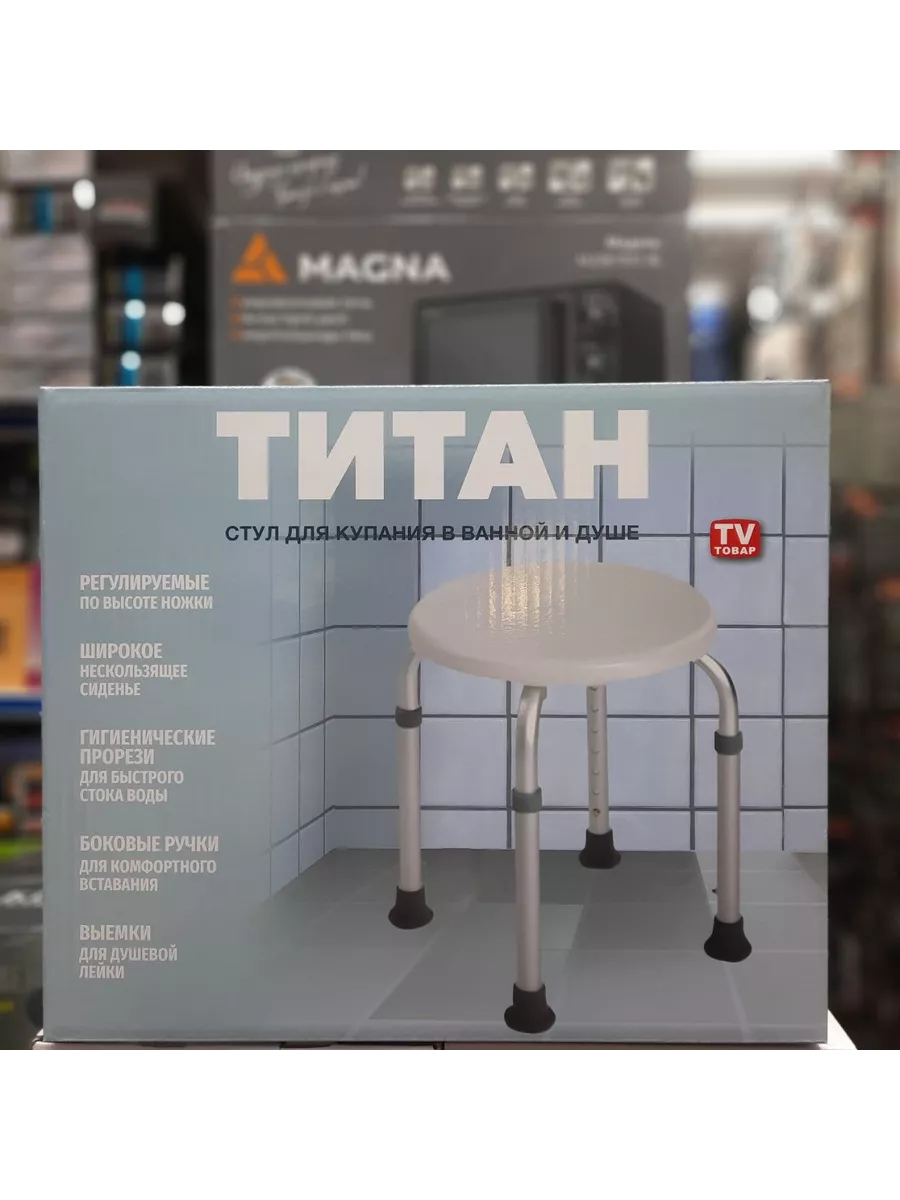 MAGNA
ТИТАН
СТУЛ ДЛЯ КУПАНИЯ В ВАННОЙ И ДУШЕ
TV
ТОВАР
РЕГУЛИРУЕМЫЕ
ПО ВЫСОТЕ НОЖКИ
ШИРОКОЕ
НЕСКОЛЬЗЯЩЕЕ
СИДЕНЬЕ
ГИГИЕНИЧЕСКИЕ
ПРОРЕЗИ
ДЛЯ БЫСТРОГО
СТОКА ВОДЫ
БОКОВЫЕ РУЧКИ
ДЛЯ КОМФОРТНОГО
ВСТАВАНИЯ
ВЫЕМКИ
ДЛЯ ДУШЕВОЙ
ЛЕЙКИ